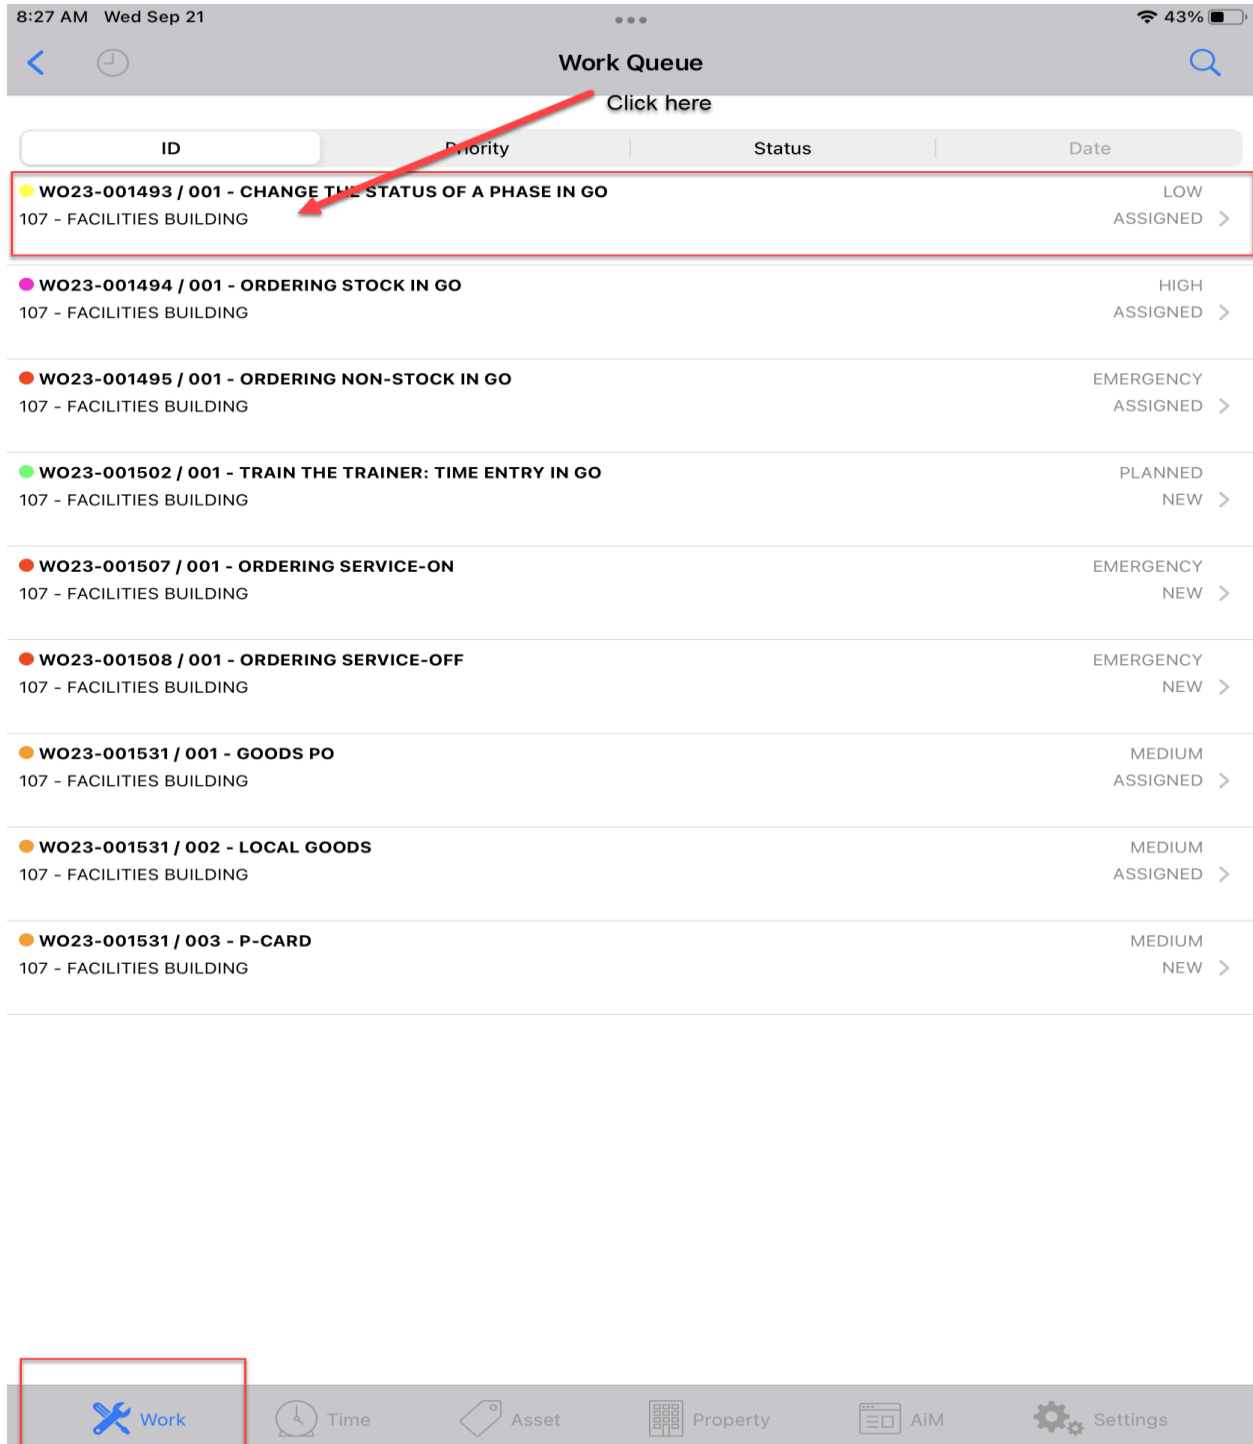 8:27 AM Wed Sep 21 43%
Work Queue
Click here
ID Priority Status Date
WO23-001493 / 001 - CHANGE THE STATUS OF A PHASE IN GO LOW
107 - FACILITIES BUILDING ASSIGNED
WO23-001494 / 001 - ORDERING STOCK IN GO HIGH
107 - FACILITIES BUILDING ASSIGNED
WO23-001495 / 001 - ORDERING NON-STOCK IN GO EMERGENCY
107 - FACILITIES BUILDING ASSIGNED
WO23-001502 / 001 - TRAIN THE TRAINER: TIME ENTRY IN GO PLANNED
107 - FACILITIES BUILDING NEW
WO23-001507 / 001 - ORDERING SERVICE-ON EMERGENCY
107 - FACILITIES BUILDING NEW
WO23-001508 / 001 - ORDERING SERVICE-OFF EMERGENCY
107 - FACILITIES BUILDING NEW
WO23-001531 / 001 - GOODS PO MEDIUM
107 - FACILITIES BUILDING ASSIGNED
WO23-001531 / 002 - LOCAL GOODS MEDIUM
107 - FACILITIES BUILDING ASSIGNED
WO23-001531 / 003 - P-CARD MEDIUM
107 - FACILITIES BUILDING NEW
Work Time Asset Property AiM Settings